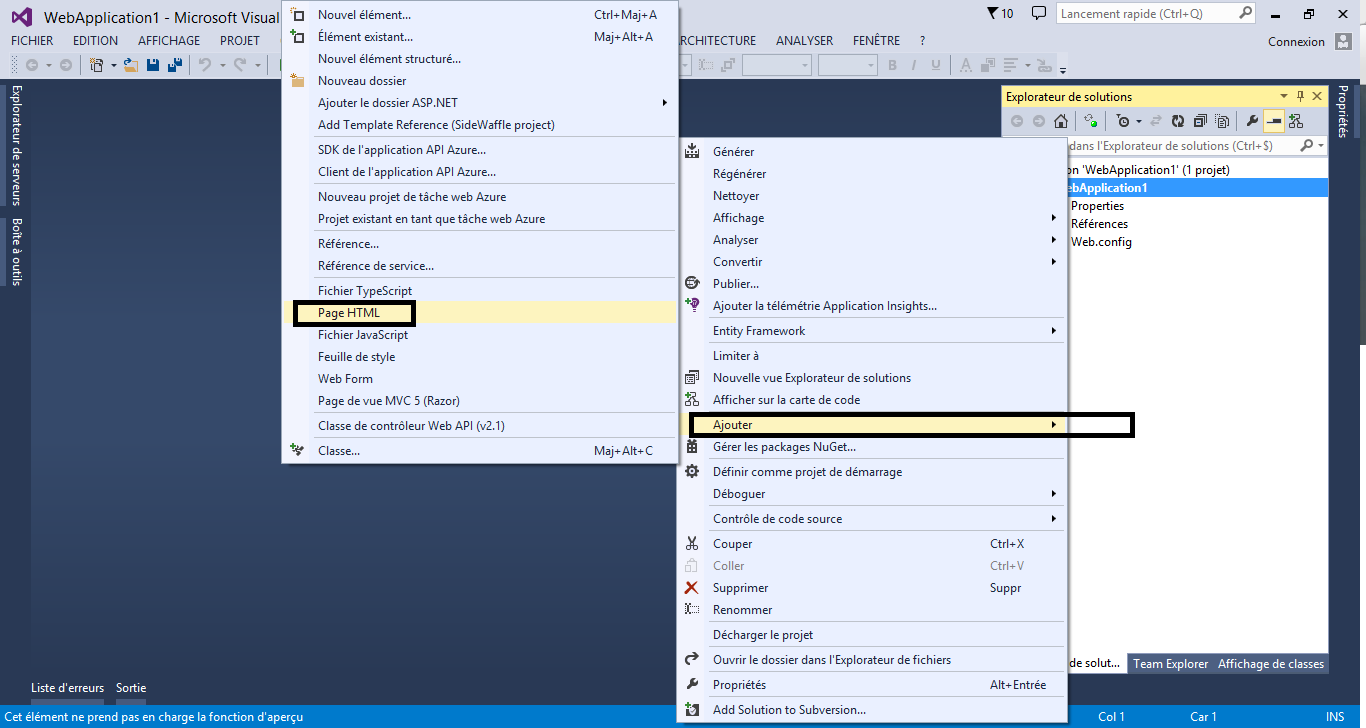 WebApplication1 - Microsoft Visual
10
Lancement rapide (Ctrl+Q)
FICHIER EDITION AFFICHAGE PROJET
RCHITECTURE ANALYSER FENÊTRE ?
Connexion
Explorateur de serveurs
Boîte à outils
Nouvel élément... Ctrl+Maj+A
Élément existant... Maj+Alt+A
Nouvel élément structuré...
Nouveau dossier
Ajouter le dossier ASP.NET
Add Template Reference (SideWaffle project)
SDK de l'application API Azure...
Client de l'application API Azure...
Nouveau projet de tâche web Azure
Projet existant en tant que tâche web Azure
Référence...
Référence de service...
Fichier TypeScript
Page HTML
Fichier JavaScript
Feuille de style
Web Form
Page de vue MVC 5 (Razor)
Classe de contrôleur Web API (v2.1)
Classe... Maj+Alt+C
Générer
Régénérer
Nettoyer
Affichage
Analyser
Convertir
Publier...
Ajouter la télémétrie Application Insights...
Entity Framework
Limiter à
Nouvelle vue Explorateur de solutions
Afficher sur la carte de code
Ajouter
Gérer les packages NuGet...
Définir comme projet de démarrage
Déboguer
Contrôle de code source
Couper Ctrl+X
Coller Ctrl+V
Supprimer Suppr
Renommer
Décharger le projet
Ouvrir le dossier dans l'Explorateur de fichiers
Propriétés Alt+Entrée
Add Solution to Subversion...
Explorateur de solutions
dans l'Explorateur de solutions (Ctrl+$)
on 'WebApplication1' (1 projet)
ebApplication1
Properties
Références
Web.config
Propriétés
de solut... Team Explorer Affichage de classes
Liste d'erreurs Sortie
Cet élément ne prend pas en charge la fonction d'aperçu
Col 1 Car 1 INS